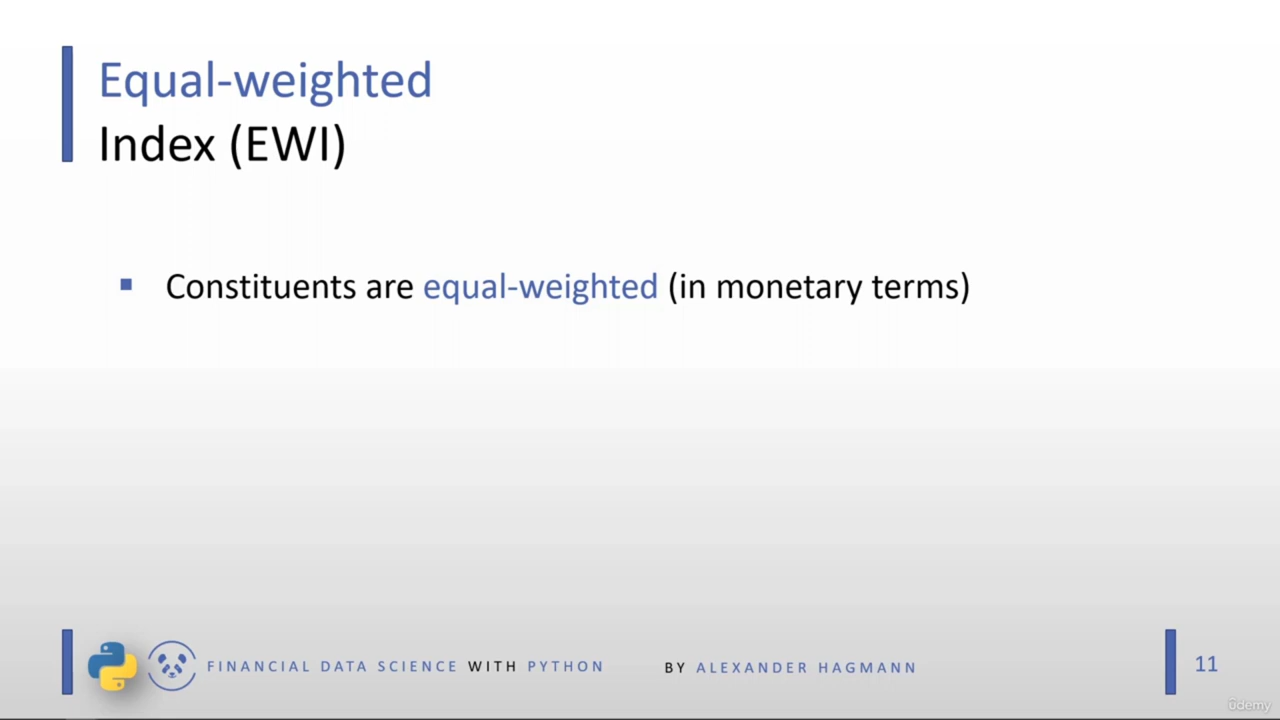 Equal-weighted
Index (EWI)
Constituents are equal-weighted (in monetary terms)
FINANCIAL DATA SCIENCE WITH PYTHON BY ALEXANDER HAGMANN
11
ûdemy